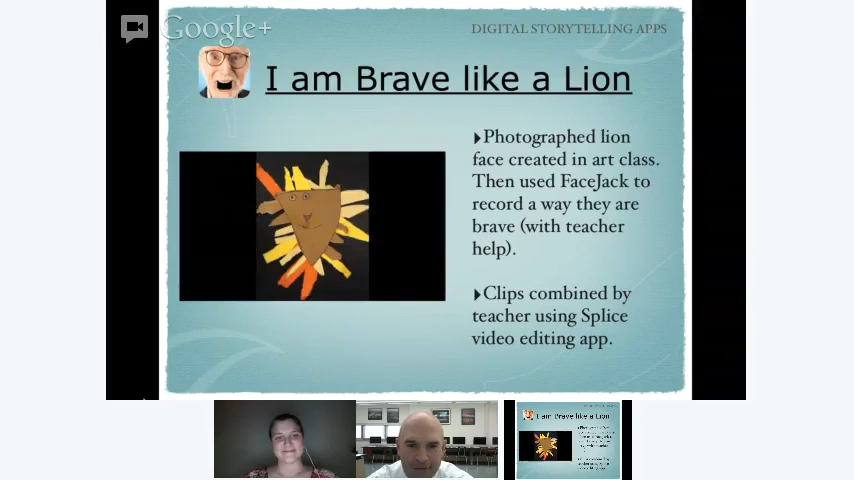 Google+
DIGITAL STORYTELLING APPS
I am Brave like a Lion
Photographed lion
face created in art class.
Then used FaceJack to
record a way they are
brave (with teacher
help).
Clips combined by
teacher using Splice
video editing app.
I am Brave like a Lion